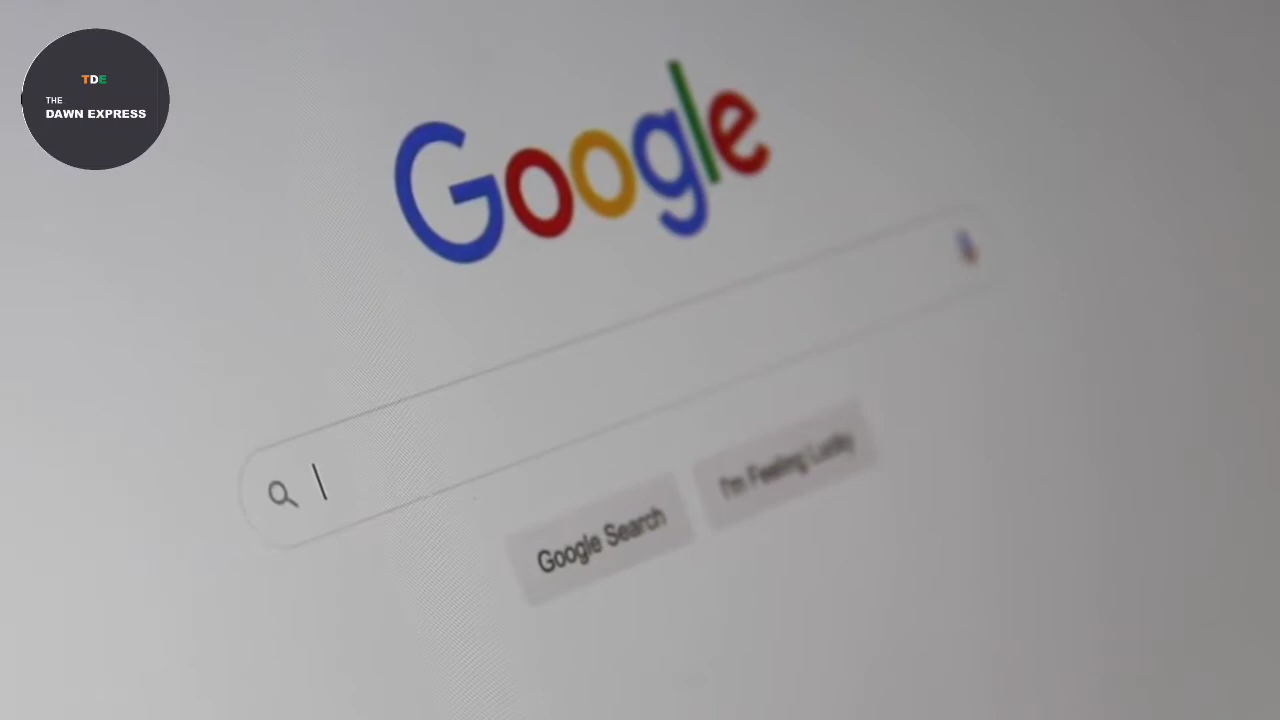 TDE
THE
DAWN EXPRESS
Google
Google Search
I'm Feeling Lucky